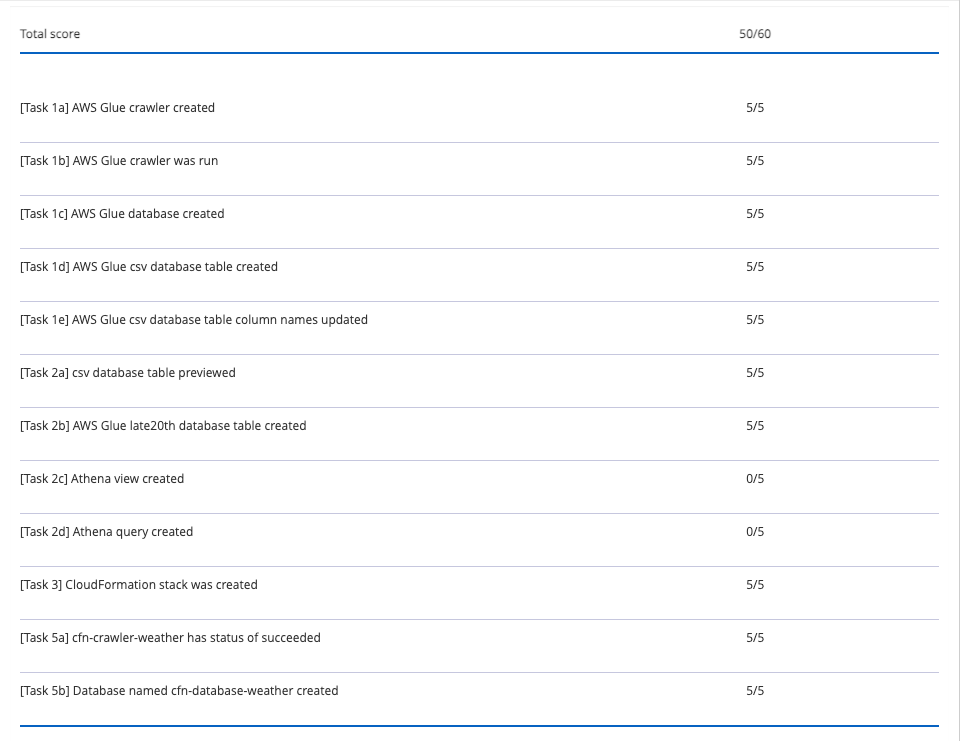 Total score 50/60
[Task 1a] AWS Glue crawler created 5/5
[Task 1b] AWS Glue crawler was run 5/5
[Task 1c] AWS Glue database created 5/5
[Task 1d] AWS Glue csv database table created 5/5
[Task 1e] AWS Glue csv database table column names updated 5/5
[Task 2a] csv database table previewed 5/5
[Task 2b] AWS Glue late20th database table created 5/5
[Task 2c] Athena view created 0/5
[Task 2d] Athena query created 0/5
[Task 3] CloudFormation stack was created 5/5
[Task 5a] cfn-crawler-weather has status of succeeded 5/5
[Task 5b] Database named cfn-database-weather created 5/5